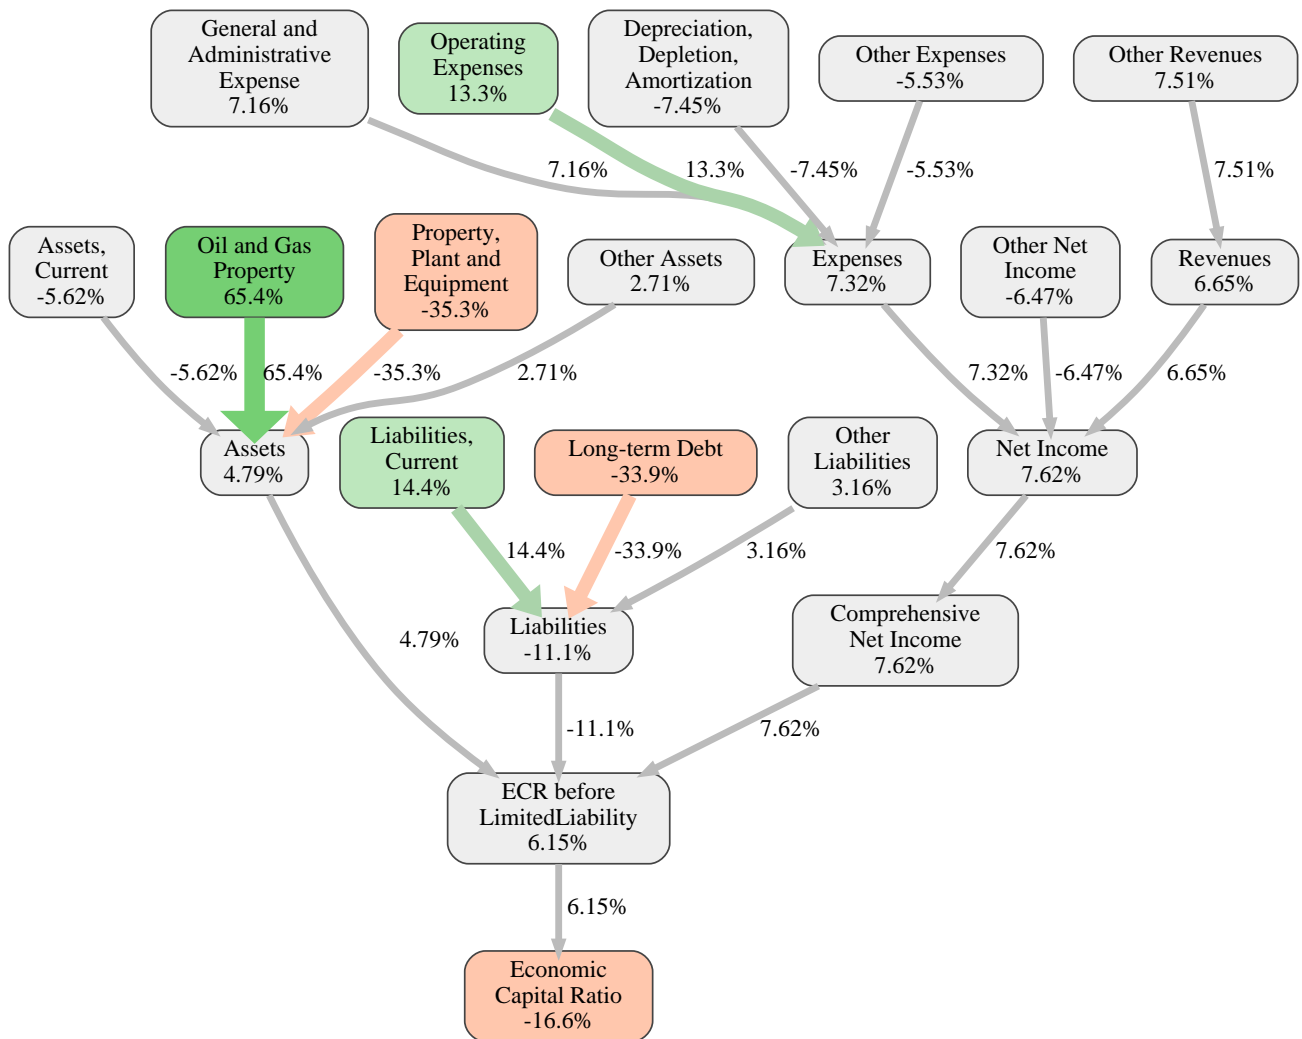 General and
Administrative
Expense
7.16%
Operating
Expenses
13.3%
Depreciation,
Depletion,
Amortization
-7.45%
Other Expenses
-5.53%
Other Revenues
7.51%
7.16%
13.3%
-7.45%
-5.53%
7.51%
Assets,
Current
-5.62%
Oil and Gas
Property
65.4%
Property,
Plant and
Equipment
-35.3%
Other Assets
2.71%
Expenses
7.32%
Other Net
Income
-6.47%
Revenues
6.65%
-5.62%
65.4%
-35.3%
2.71%
7.32%
-6.47%
6.65%
Assets
4.79%
Liabilities,
Current
14.4%
Long-term Debt
-33.9%
Other
Liabilities
3.16%
Net Income
7.62%
14.4%
-33.9%
3.16%
7.62%
4.79%
Liabilities
-11.1%
Comprehensive
Net Income
7.62%
-11.1%
7.62%
ECR before
LimitedLiability
6.15%
6.15%
Economic
Capital Ratio
-16.6%